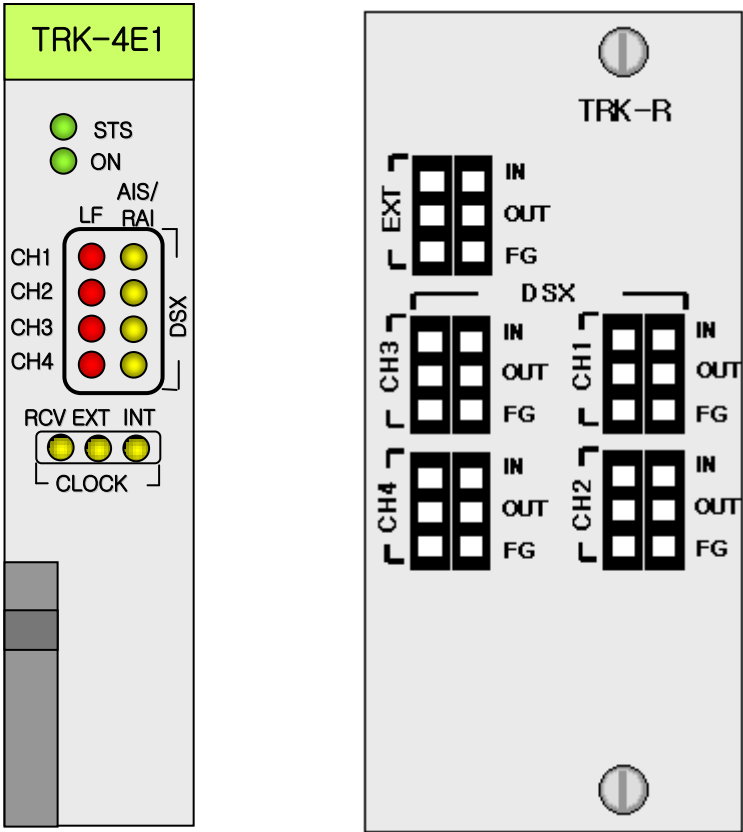 TRK-4E1
STS
ON
AIS/
LF RAI
CH1
CH2
CH3
CH4
DSX
RCV EXT INT
CLOCK
TRK-R
EXT
IN
OUT
FG
DSX
CH3
IN
OUT
FG
CH1
IN
OUT
FG
CH4
IN
OUT
FG
CH2
IN
OUT
FG